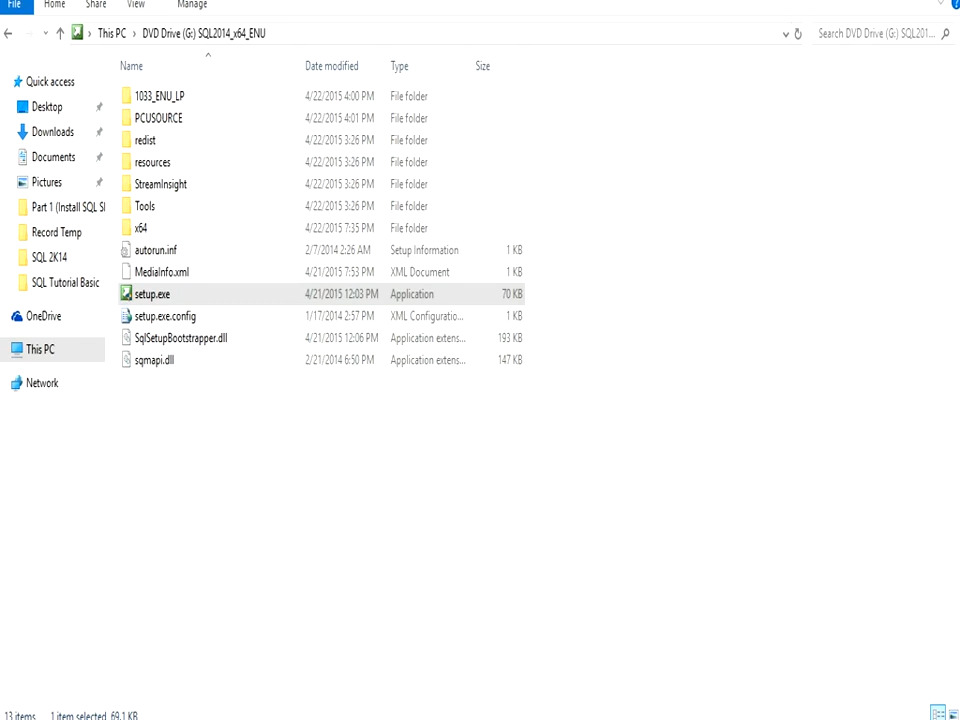 File Home Share View Manage
This PC DVD Drive (G:) SQL2014_x64_ENU Search DVD Drive (G:) SQL201...
Name Date modified Type Size
Quick access
Desktop
Downloads
Documents
Pictures
Part 1 (Install SQL
Record Temp
SQL 2K14
SQL Tutorial Basic
OneDrive
This PC
Network
1033_ENU_LP 4/22/2015 4:00 PM File folder
PCUSOURCE 4/22/2015 4:01 PM File folder
redist 4/22/2015 3:26 PM File folder
resources 4/22/2015 3:26 PM File folder
StreamInsight 4/22/2015 3:26 PM File folder
Tools 4/22/2015 3:26 PM File folder
x64 4/22/2015 7:35 PM File folder
autorun.inf 2/7/2014 2:26 AM Setup Information 1 KB
MediaInfo.xml 4/21/2015 7:53 PM XML Document 1 KB
setup.exe 4/21/2015 12:03 PM Application 70 KB
setup.exe.config 1/17/2014 2:57 PM XML Configuratio... 1 KB
SqlSetupBootstrapper.dll 4/21/2015 12:06 PM Application extens... 193 KB
sqmapi.dll 2/21/2014 6:50 PM Application extens... 147 KB
13 items 1 item selected 69.1 KB